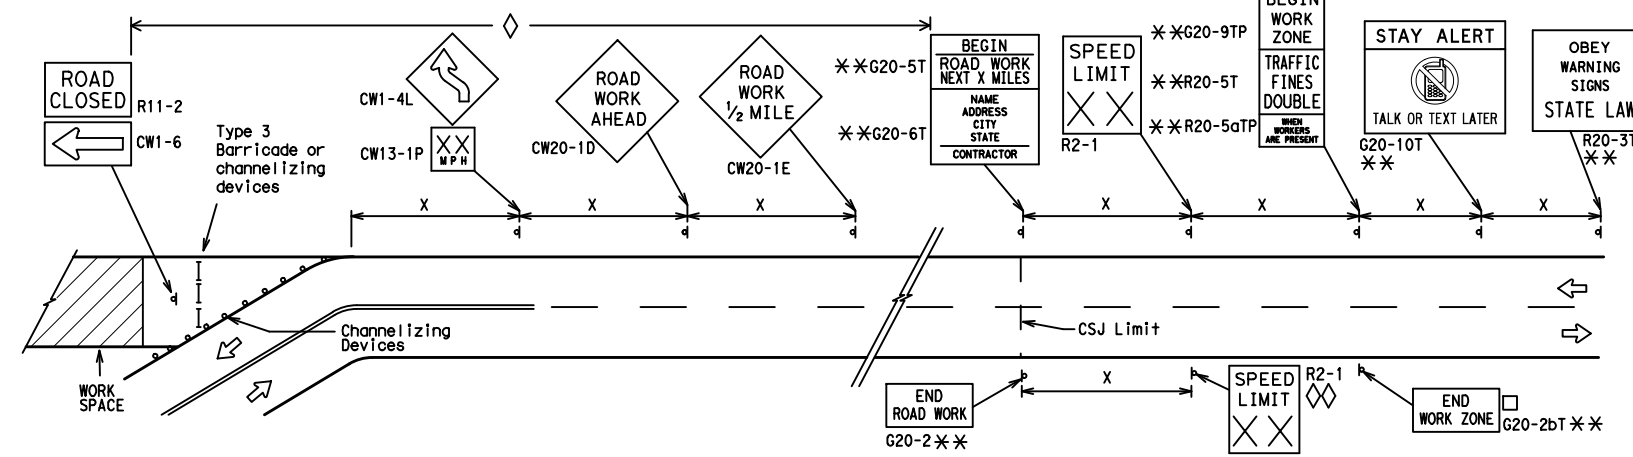 ROAD
CLOSED
R11-2
CW1-6
Type 3
Barricade or
channelizing
devices
CW1-4L
XX
MPH
CW13-1P
ROAD
WORK
AHEAD
CW20-1D
ROAD
WORK
1/2 MILE
CW20-1E
**G20-5T
**G20-6T
BEGIN
ROAD WORK
NEXT X MILES
NAME
ADDRESS
CITY
STATE
CONTRACTOR
SPEED
LIMIT
XX
R2-1
**G20-9TP
**R20-5T
**R20-5aTP
BEGIN
WORK
ZONE
TRAFFIC
FINES
DOUBLE
WHEN
WORKERS
ARE PRESENT
STAY ALERT
TALK OR TEXT LATER
G20-10T
**
OBEY
WARNING
SIGNS
STATE LAW
R20-3T
**
X
X
X
X
X
X
X
Channelizing
Devices
CSJ Limit
WORK
SPACE
END
ROAD WORK
G20-2**
X
SPEED
LIMIT
XX
R2-1
END
WORK ZONE
G20-2bT**